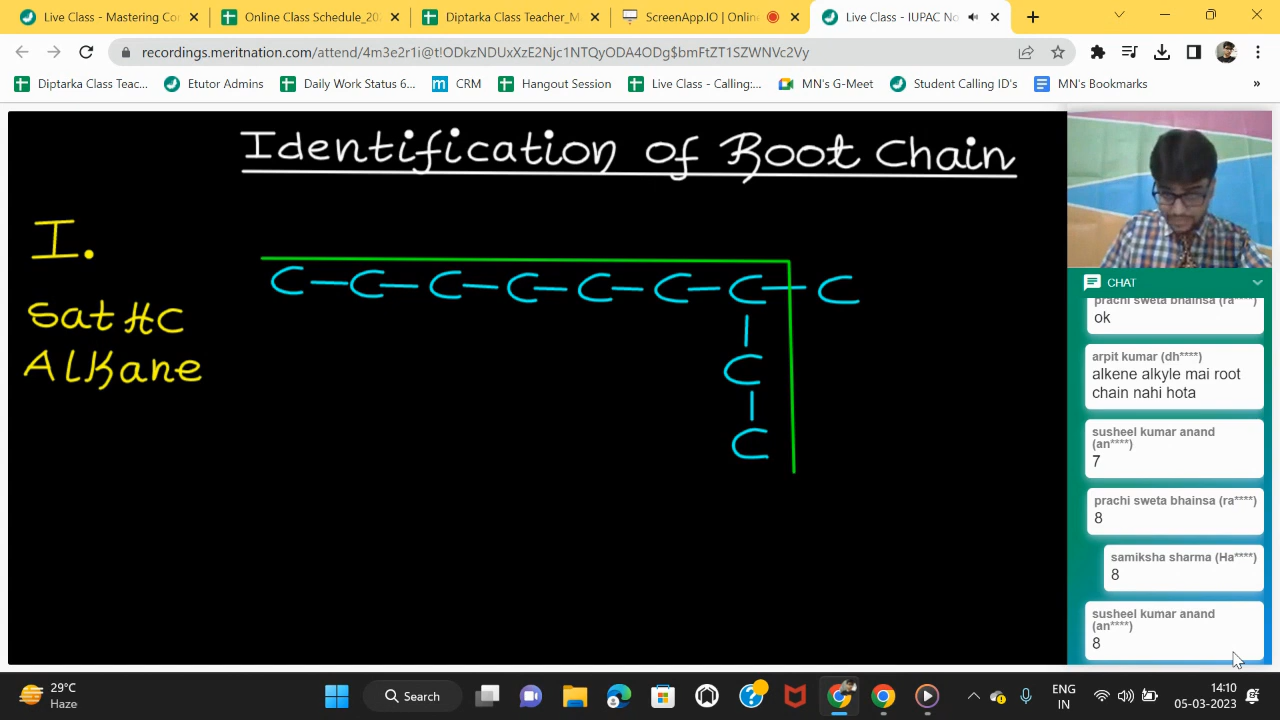 Live Class - Mastering Co
Online Class Schedule_20
Diptarka Class Teacher_M
ScreenApp.IO | Onlin
Live Class - IUPAC No
recordings.meritnation.com/attend/4m3e2r1i@t!ODkzNDUxXzE2Njc1NTQyODA4ODg$bmFtZT1SZWNVc2Vy
Diptarka Class Teac...
Etutor Admins
Daily Work Status 6...
CRM
Hangout Session
Live Class - Calling:...
MN's G-Meet
Student Calling ID's
MN's Bookmarks
»
Identification of Root Chain
I.
Sat HC
Alkane
C-C-C-C-C-C-C-C
C
C
CHAT
prachi sweta bhainsa (ra****)
ok
arpit kumar (dh****)
alkene alkyle mai root
chain nahi hota
susheel kumar anand
(an****)
7
prachi sweta bhainsa (ra****)
8
samiksha sharma (Ha****)
8
susheel kumar anand
(an****)
8
29°C
Haze
Search
ENG
IN
14:10
05-03-2023